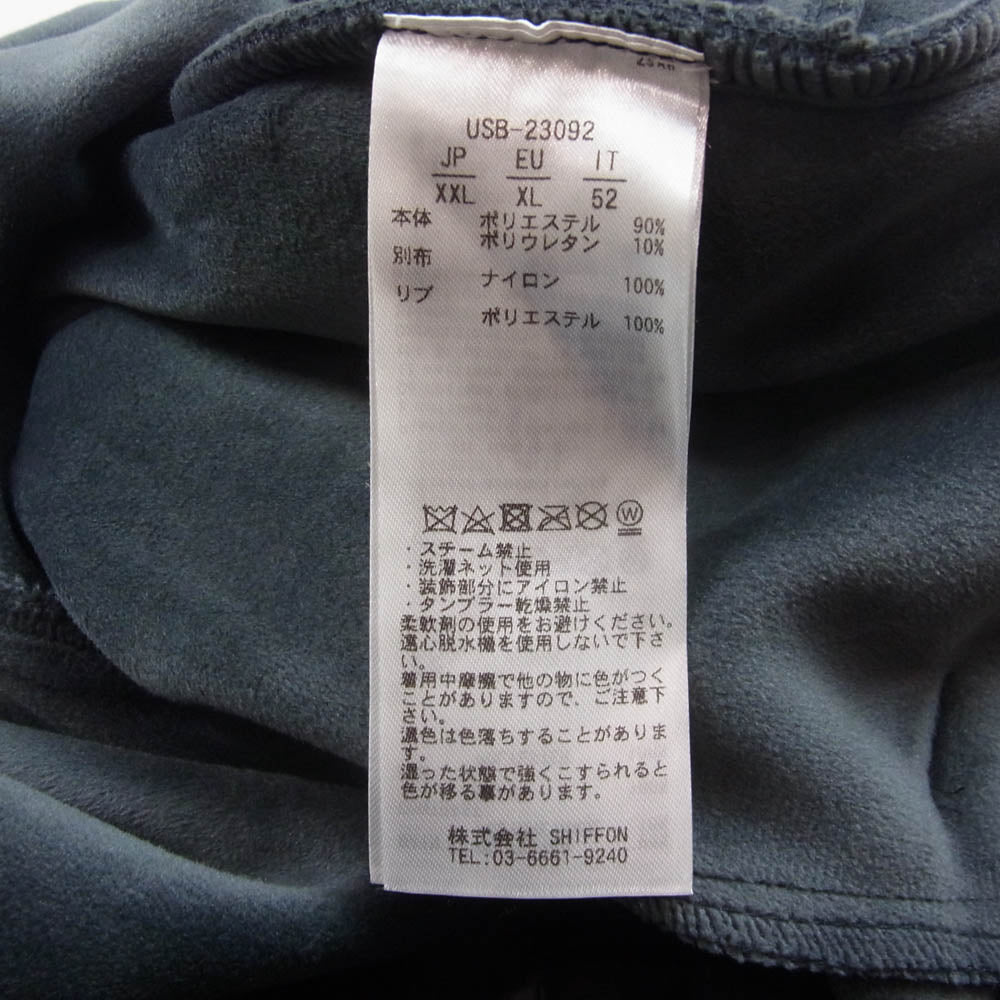 USB-23092
JP EU IT
XXL XL 52
本体 ポリエステル 90%
ポリウレタン 10%
別布
ナイロン 100%
リブ
ポリエステル 100%
W
・スチーム禁止
・洗濯ネット使用
・装飾部分にアイロン禁止
・タンブラー乾燥禁止
柔軟剤の使用をお避けください。
遠心脱水機を使用しないで下さ
い。
着用中摩擦で他の物に色がつく
ことがありますので、ご注意下
さい。
濃色は色落ちすることがありま
す。
湿った状態で強くこすられると
色が移る事があります。
株式会社 SHIFFON
TEL:03-6661-9240